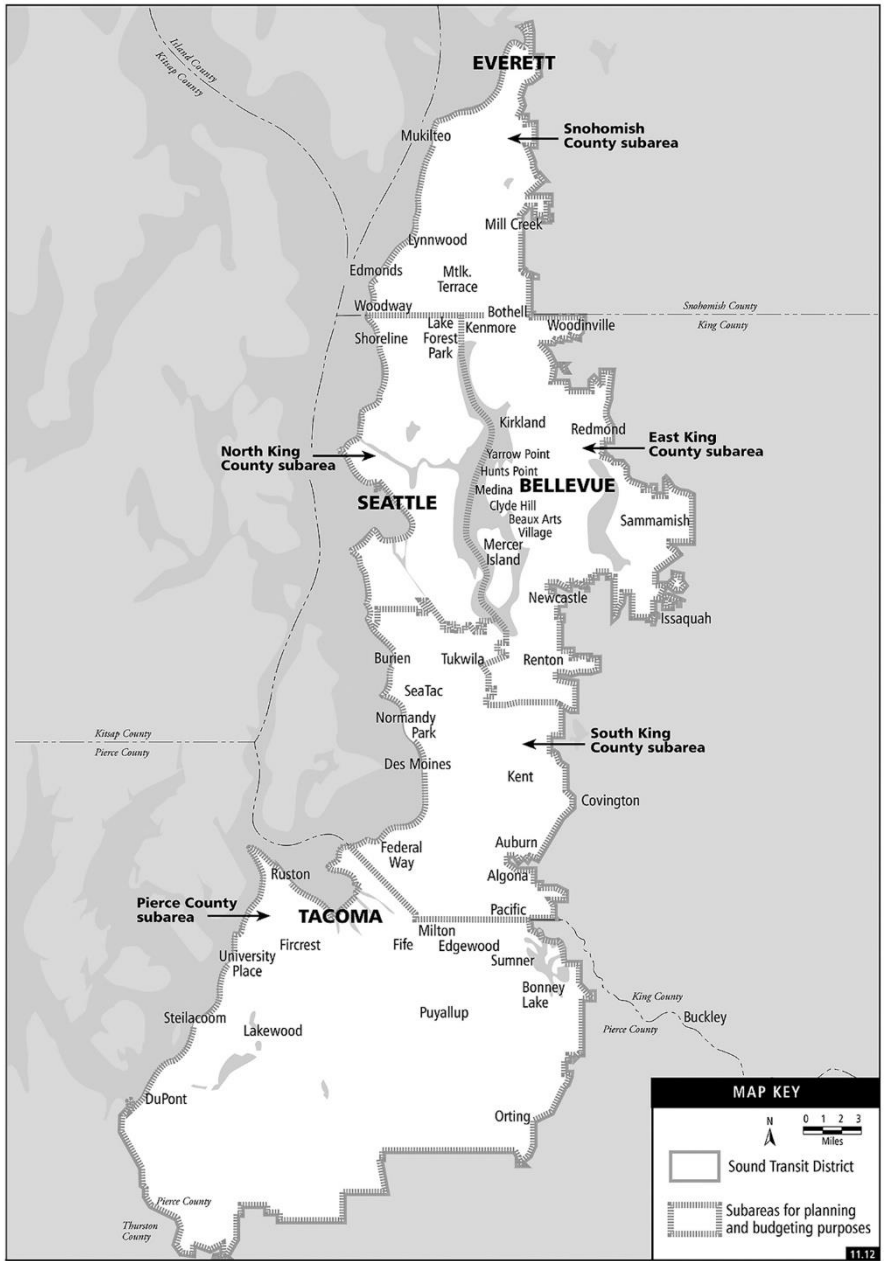 Island County
Kitsap County
EVERETT
Mukilteo
Snohomish
County subarea
Mill Creek
Lynnwood
Edmonds
Mtlk.
Terrace
Woodway
Bothell
Snohomish County
King County
Shoreline
Lake
Forest
Park
Kenmore
Woodinville
Kirkland
Redmond
North King
County subarea
East King
County subarea
Yarrow Point
Hunts Point
Medina
BELLEVUE
SEATTLE
Clyde Hill
Beaux Arts
Village
Sammamish
Mercer
Island
Newcastle
Issaquah
Burien
Tukwila
Renton
SeaTac
Normandy
Park
South King
County subarea
Kitsap County
Pierce County
Des Moines
Kent
Covington
Federal
Way
Auburn
Ruston
Algona
Pierce County
subarea
TACOMA
Pacific
Milton
Fircrest
Fife
Edgewood
University
Place
Sumner
Bonney
Lake
King County
Pierce County
Buckley
Steilacoom
Lakewood
Puyallup
DuPont
Orting
Pierce County
Thurston
County
MAP KEY
N
0 1 2 3
Miles
Sound Transit District
Subareas for planning
and budgeting purposes
11.12